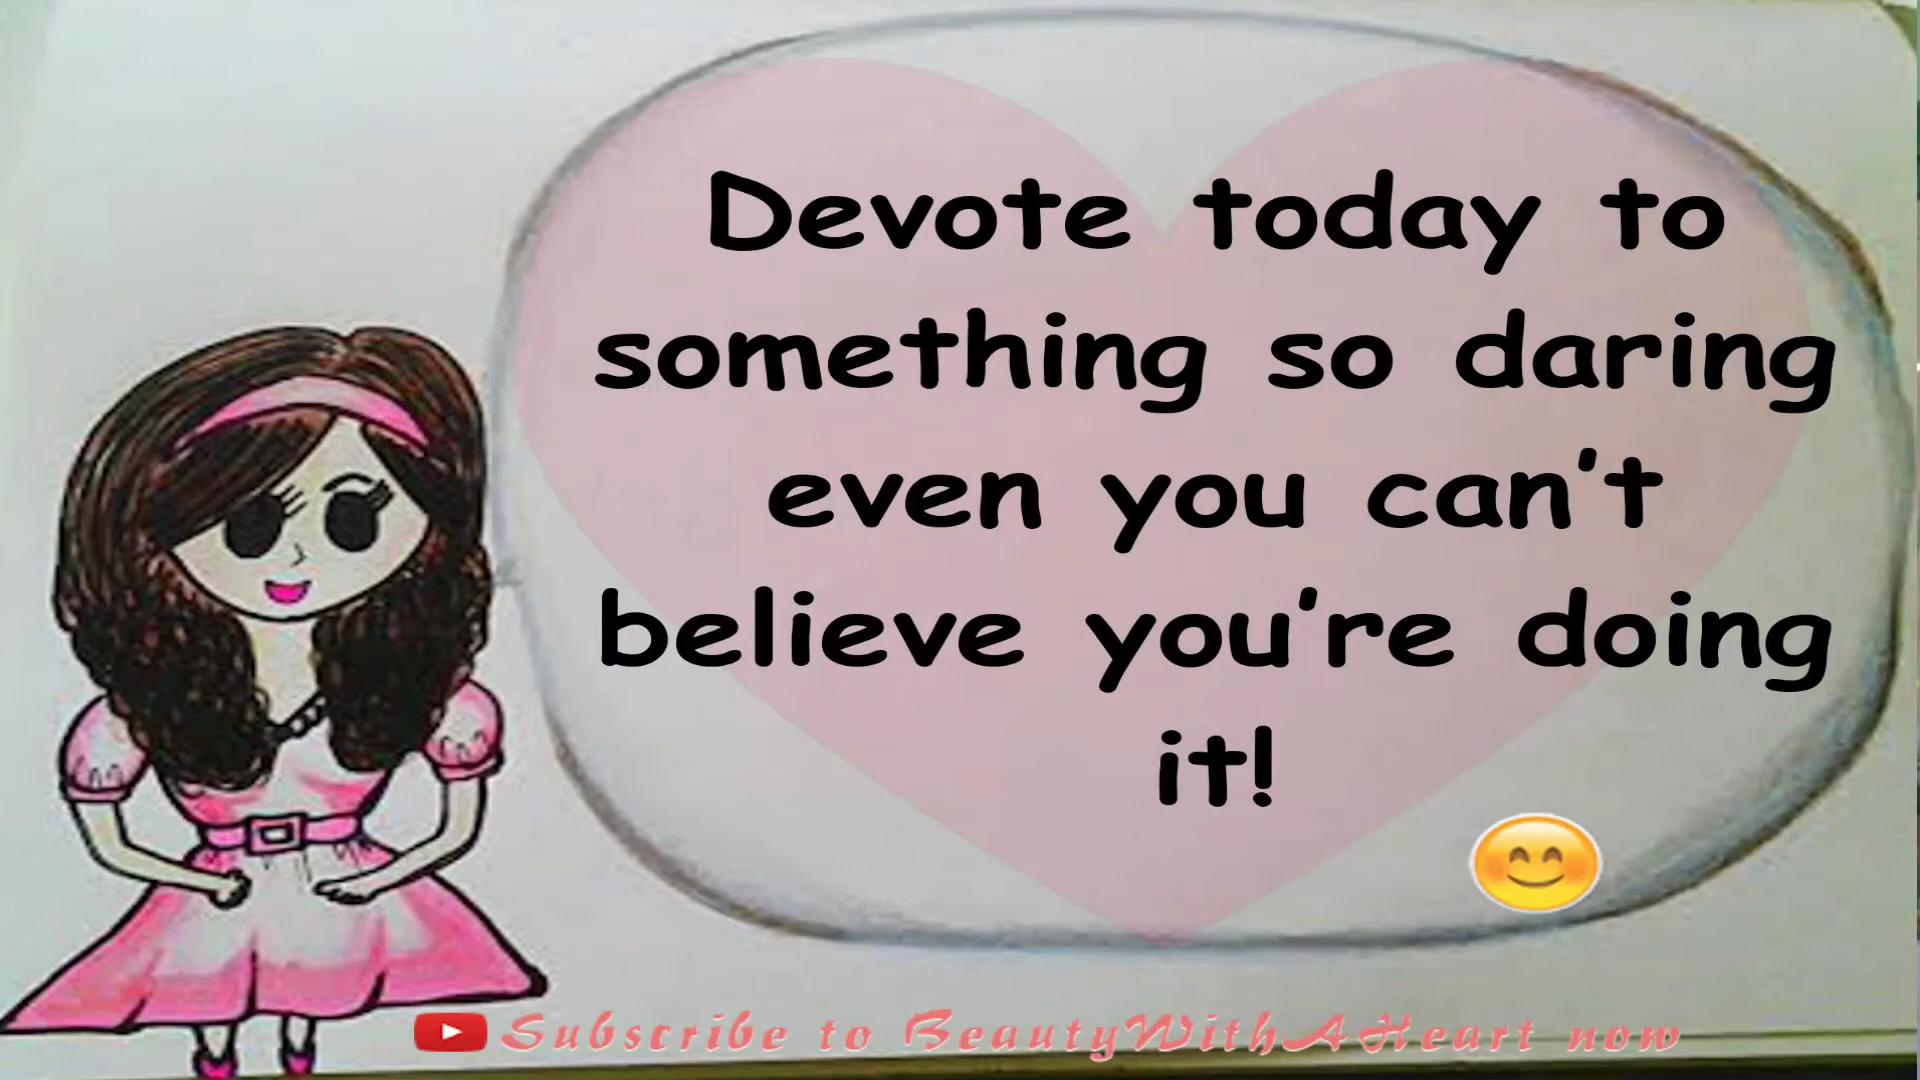 Devote today to
something so daring
even you can't
believe you're doing
it!
Subscribe to BeautyWithAHeart now